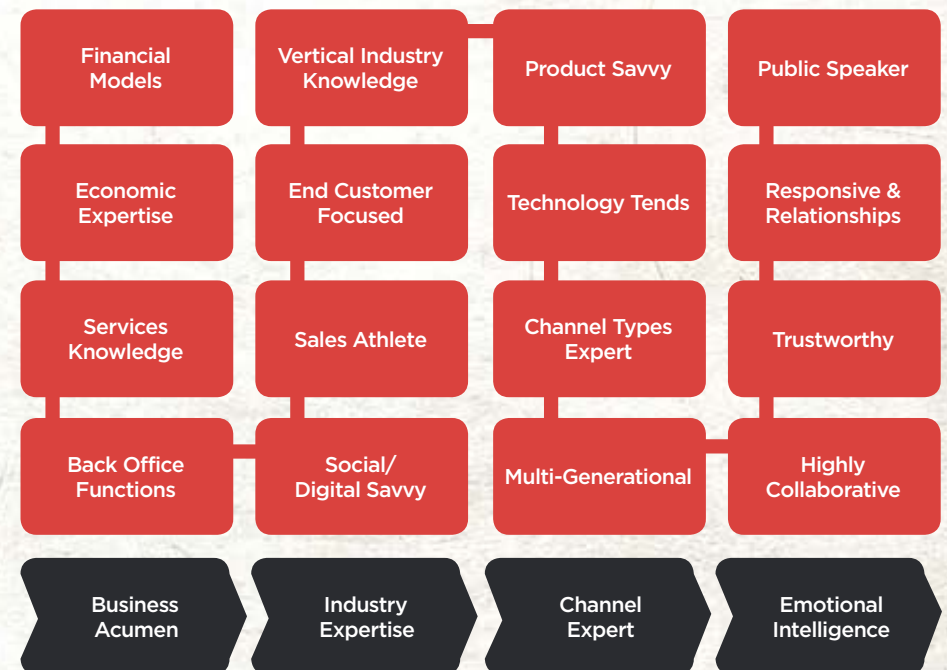 Financial
Models
Vertical Industry
Knowledge
Product Savvy
Public Speaker
Economic
Expertise
End Customer
Focused
Technology Tends
Responsive &
Relationships
Services
Knowledge
Sales Athlete
Channel Types
Expert
Trustworthy
Back Office
Functions
Social/
Digital Savvy
Multi-Generational
Highly
Collaborative
Business
Acumen
Industry
Expertise
Channel
Expert
Emotional
Intelligence